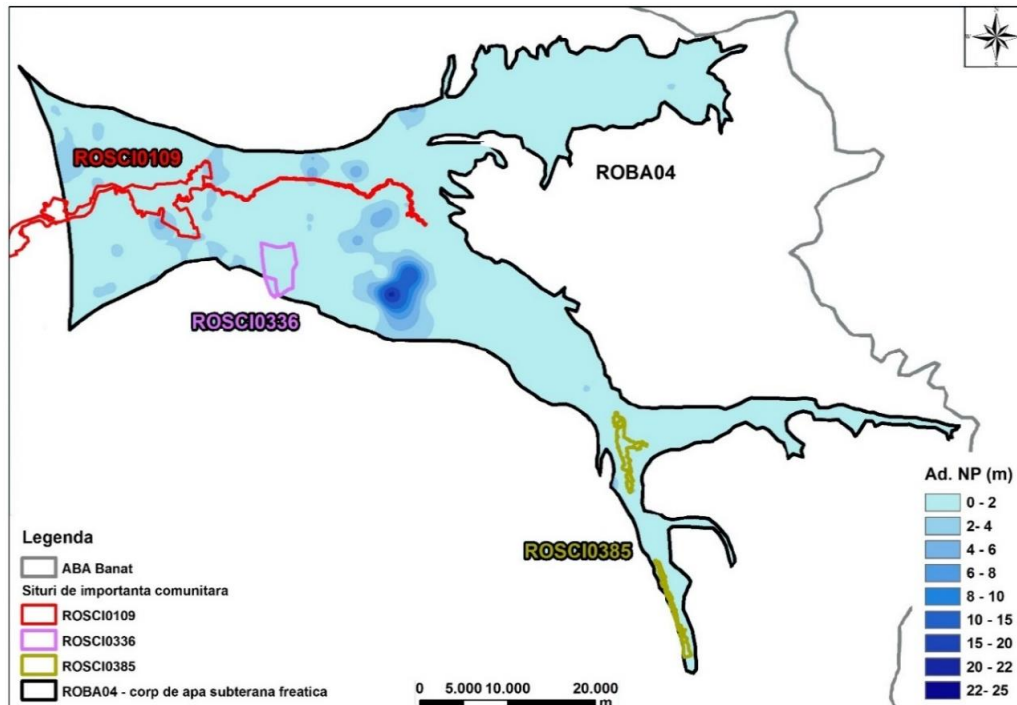 ROSCI0109
ROBA04
ROSCI0336
ROSCI0385
Legenda
ABA Banat
Situri de importanta comunitara
ROSCI0109
ROSCI0336
ROSCI0385
ROBA04 - corp de apa subterana freatica
0 5.000 10.000 20.000
m
Ad. NP (m)
0 - 2
2- 4
4 - 6
6 - 8
8 - 10
10 - 15
15 - 20
20 - 22
22- 25